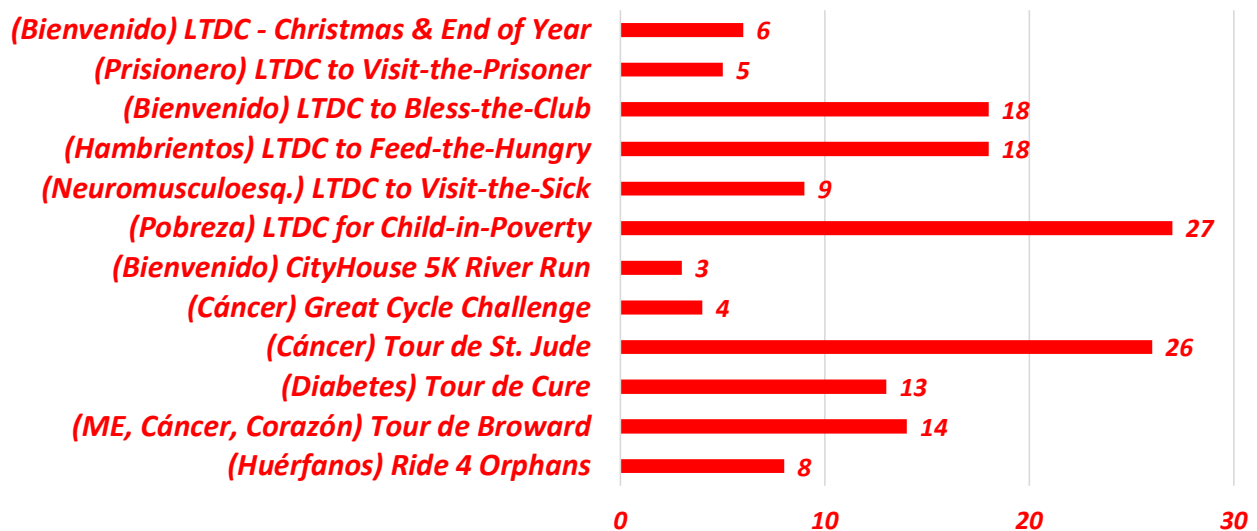 (Bienvenido) LTDC - Christmas & End of Year 6
(Prisionero) LTDC to Visit-the-Prisoner 5
(Bienvenido) LTDC to Bless-the-Club 18
(Hambrientos) LTDC to Feed-the-Hungry 18
(Neuromusculoesq.) LTDC to Visit-the-Sick 9
(Pobreza) LTDC for Child-in-Poverty 27
(Bienvenido) CityHouse 5K River Run 3
(Cáncer) Great Cycle Challenge 4
(Cáncer) Tour de St. Jude 26
(Diabetes) Tour de Cure 13
(ME, Cáncer, Corazón) Tour de Broward 14
(Huérfanos) Ride 4 Orphans 8
0 10 20 30